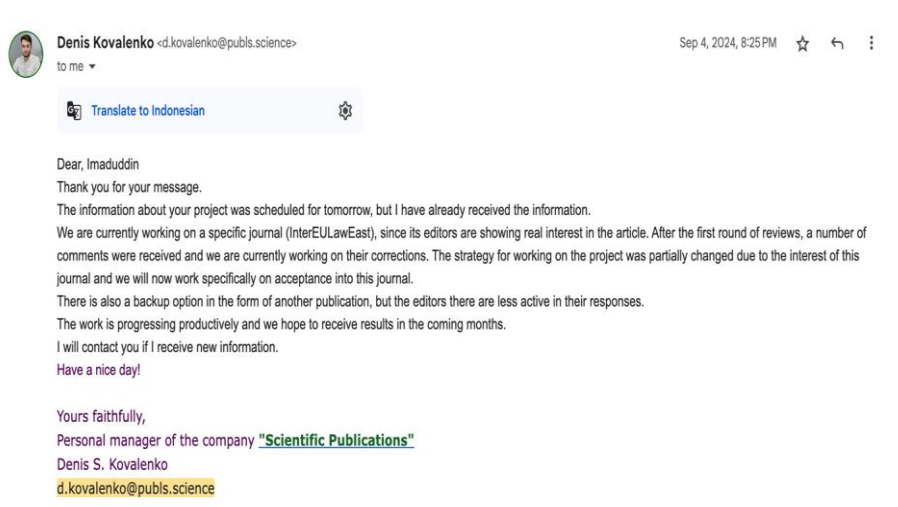 Denis Kovalenko <d.kovalenko@publs.science>
Sep 4, 2024, 8:25 PM
to me
Translate to Indonesian
Dear, Imaduddin
Thank you for your message.
The information about your project was scheduled for tomorrow, but I have already received the information.
We are currently working on a specific journal (InterEULawEast), since its editors are showing real interest in the article. After the first round of reviews, a number of
comments were received and we are currently working on their corrections. The strategy for working on the project was partially changed due to the interest of this
journal and we will now work specifically on acceptance into this journal.
There is also a backup option in the form of another publication, but the editors there are less active in their responses.
The work is progressing productively and we hope to receive results in the coming months.
I will contact you if I receive new information.
Have a nice day!
Yours faithfully,
Personal manager of the company "Scientific Publications"
Denis S. Kovalenko
d.kovalenko@publs.science